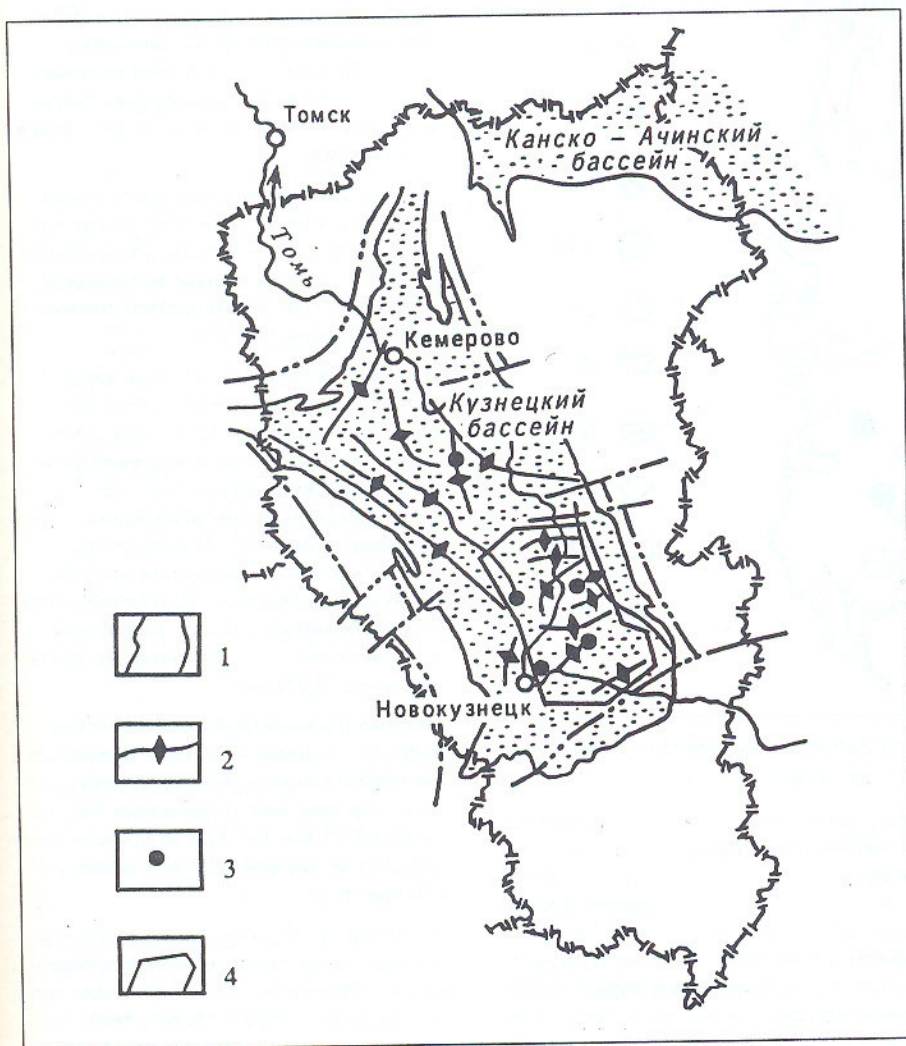 Томск
Канско – Ачинский
бассейн
Томь
Кемерово
Кузнецкий
бассейн
Новокузнецк
1
2
3
4